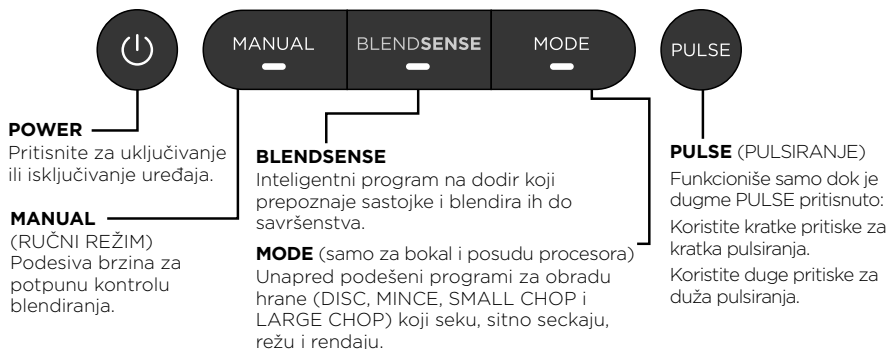 MANUAL
BLENDSENSE
MODE
PULSE
POWER
Pritisnite za uključivanje
ili isključivanje uređaja.
MANUAL
(RUČNI REŽIM)
Podesiva brzina za
potpunu kontrolu
blendiranja.
BLENDSENSE
Inteligentni program na dodir koji
prepoznaje sastojke i blendira ih do
savršenstva.
MODE (samo za bokal i posudu procesora)
Unapred podešeni programi za obradu
hrane (DISC, MINCE, SMALL CHOP i
LARGE CHOP) koji seku, sitno seckaju,
režu i rendaju.
PULSE (PULSIRANJE)
Funkcioniše samo dok je
dugme PULSE pritisnuto:
Koristite kratke pritiske za
kratka pulsiranja.
Koristite duge pritiske za
duža pulsiranja.